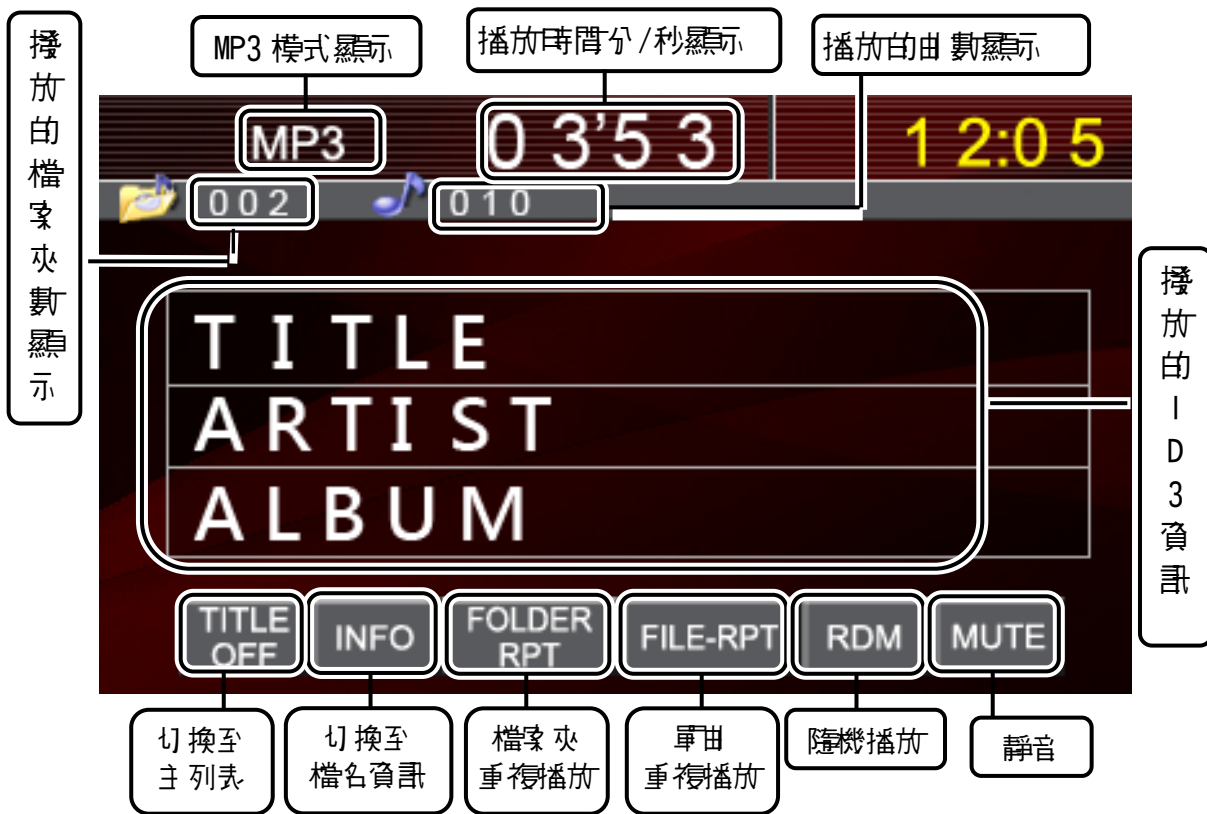 播放的檔案夾數顯示
MP3 模式顯示
播放時間分/秒顯示
播放的曲數顯示
MP3
03'53
12:05
002
010
TITLE
ARTIST
ALBUM
播放的ID3資訊
TITLE
OFF
INFO
FOLDER
RPT
FILE-RPT
RDM
MUTE
切換至
主列表
切換至
檔名資訊
檔案夾
重複播放
單曲
重複播放
隨機播放
靜音